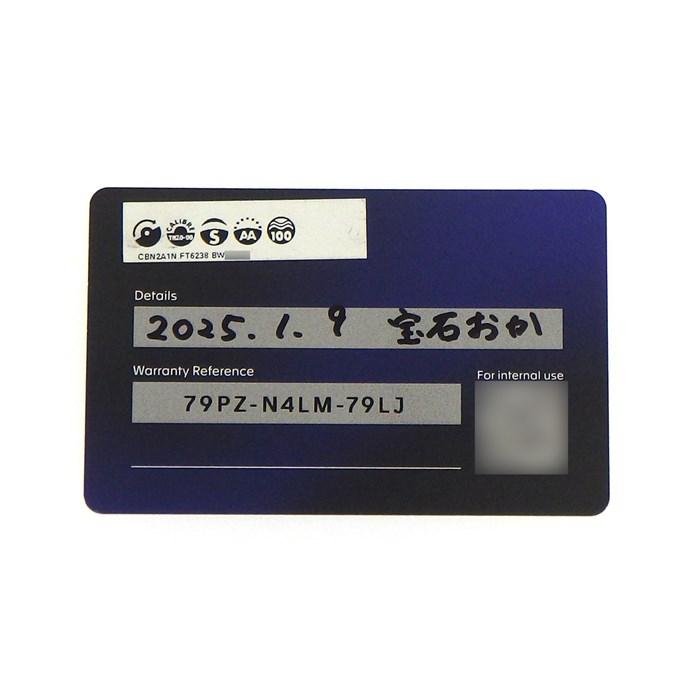 CALIBRE TH20-00 S AA 100
CBN2A1N.FT6238 BW
Details
2025.1.9 宝石おか
Warranty Reference
For internal use
79PZ-N4LM-79LJ